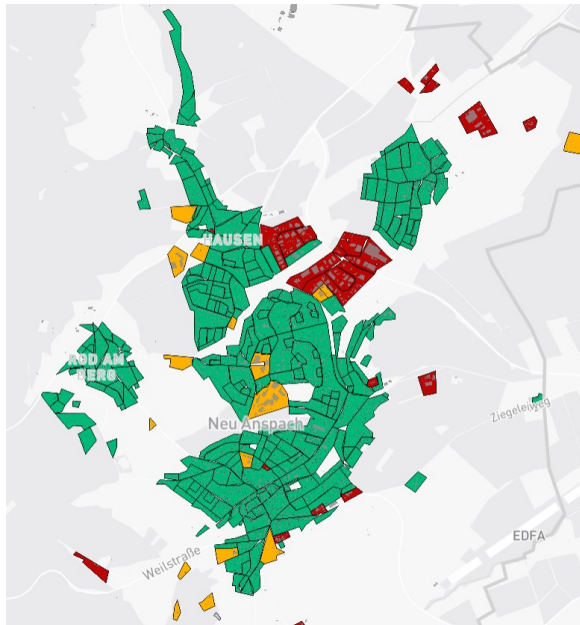 HAUSEN
ROD AM
BERG
Neu Anspach
Ziegeleiweg
EDFA
Weilstraße